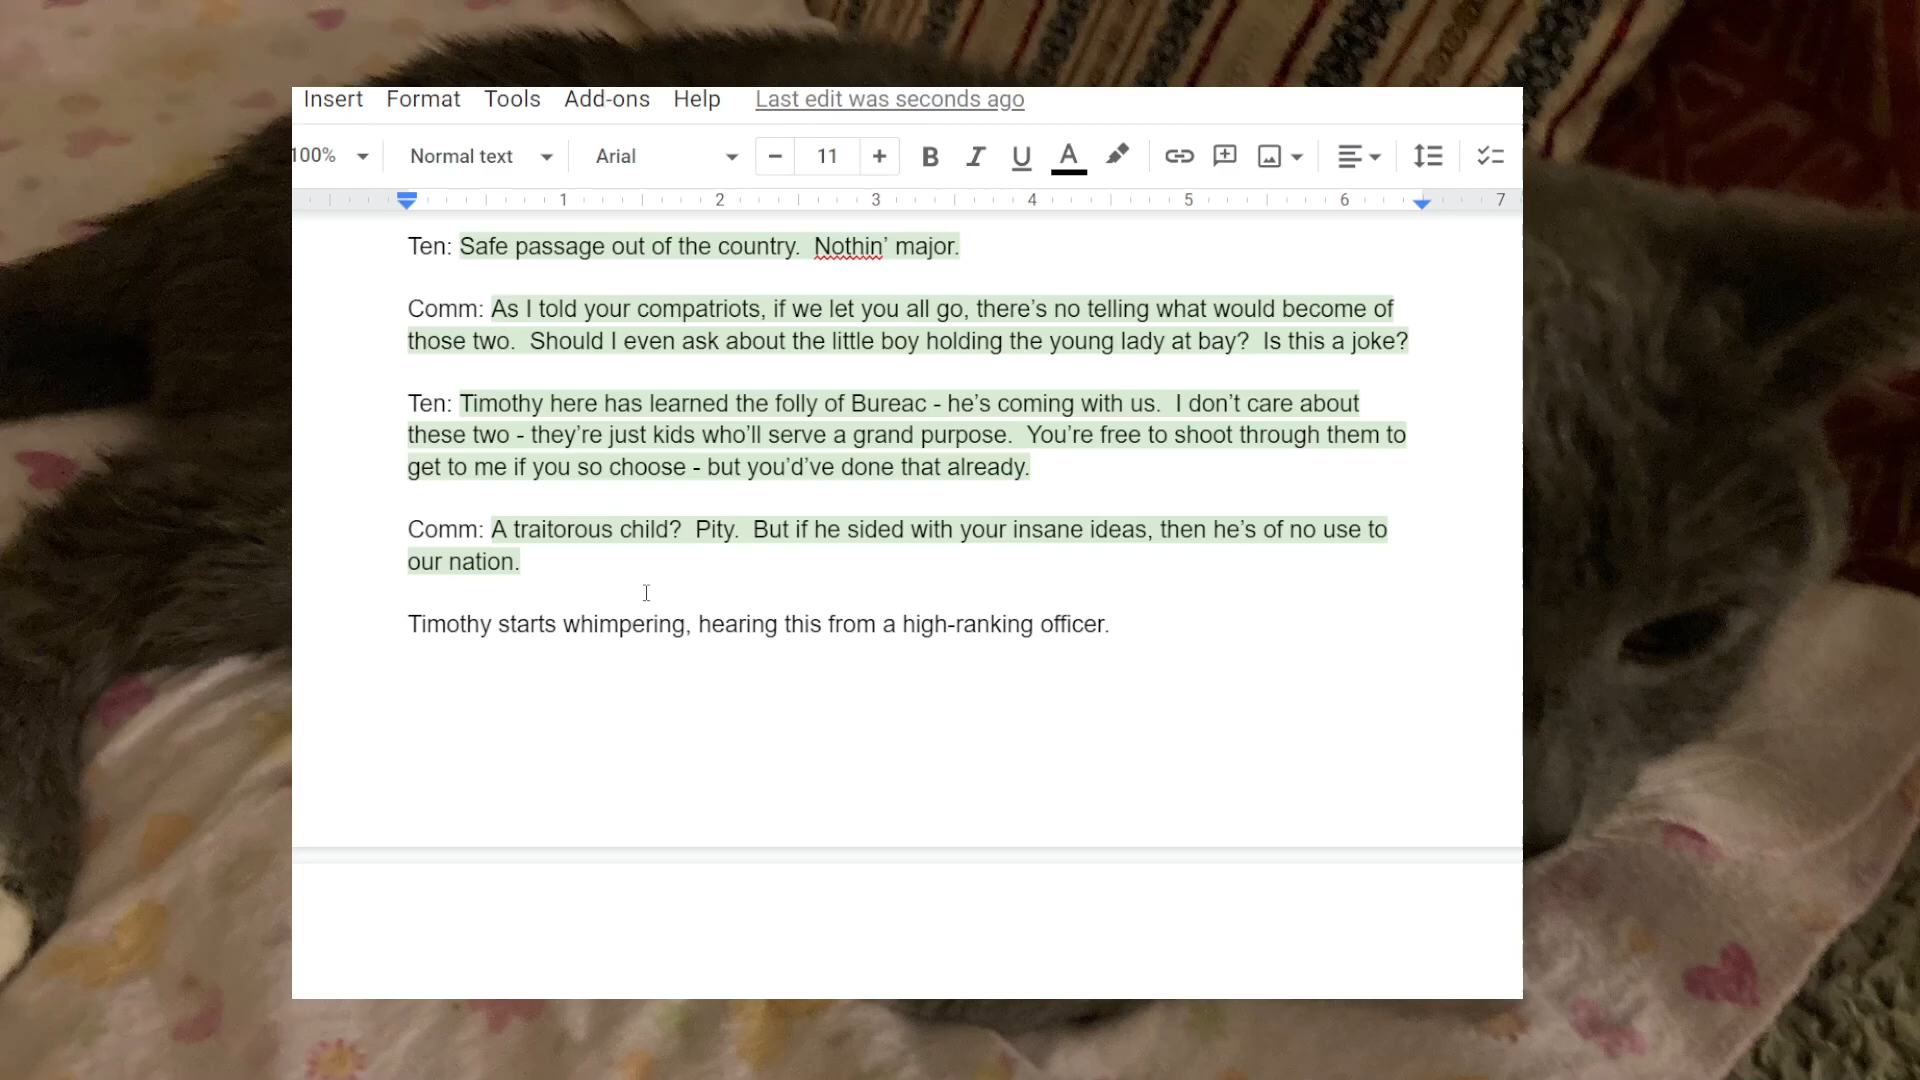 Insert Format Tools Add-ons Help Last edit was seconds ago
100% Normal text Arial 11 B I U A
1 2 3 4 5 6 7
Ten: Safe passage out of the country.  Nothin’ major.
Comm: As I told your compatriots, if we let you all go, there’s no telling what would become of
those two.  Should I even ask about the little boy holding the young lady at bay?  Is this a joke?
Ten: Timothy here has learned the folly of Bureac - he’s coming with us.  I don’t care about
these two - they’re just kids who’ll serve a grand purpose.  You’re free to shoot through them to
get to me if you so choose - but you’d’ve done that already.
Comm: A traitorous child?  Pity.  But if he sided with your insane ideas, then he’s of no use to
our nation.
Timothy starts whimpering, hearing this from a high-ranking officer.